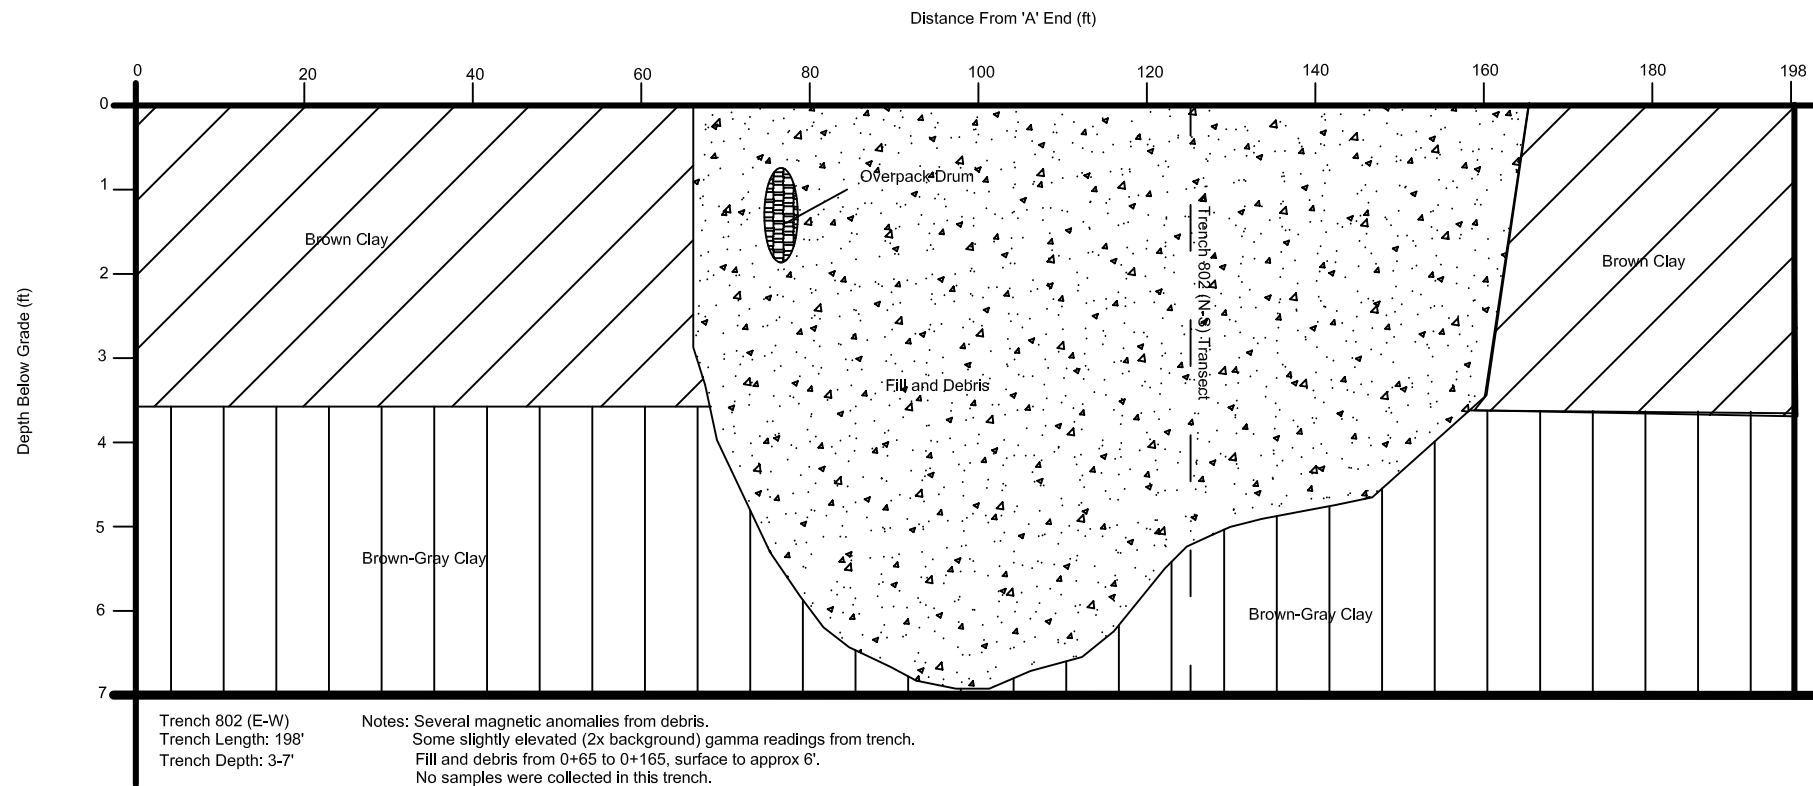 Distance From 'A' End (ft)
0 20 40 60 80 100 120 140 160 180 198
Depth Below Grade (ft)
0
1
2
3
4
5
6
7
Overpack Drum
Brown Clay
Trench 802 (N-S) Transect
Brown Clay
Fill and Debris
Brown-Gray Clay
Brown-Gray Clay
Trench 802 (E-W)
Trench Length: 198'
Trench Depth: 3-7'
Notes: Several magnetic anomalies from debris.
Some slightly elevated (2x background) gamma readings from trench.
Fill and debris from 0+65 to 0+165, surface to approx 6'.
No samples were collected in this trench.